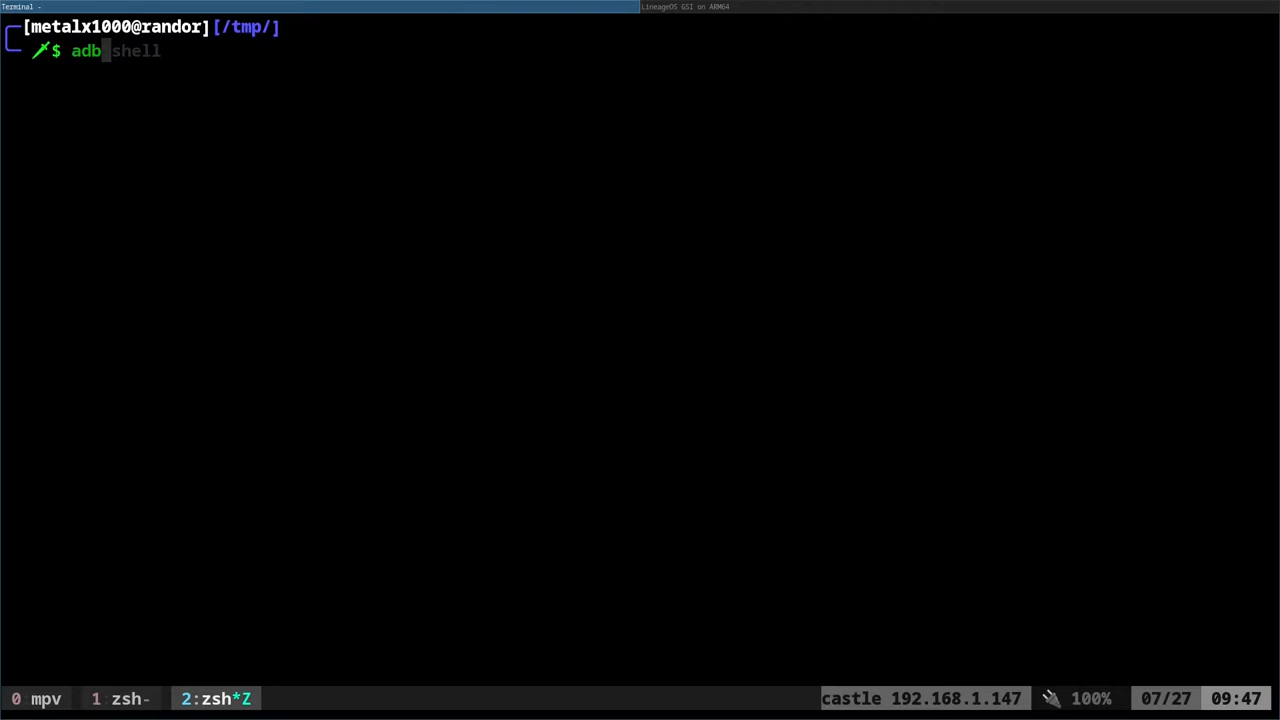 Terminal -
LineageOS GSI on ARM64
[metalx1000@randor][/tmp/]
$ adb shell
0 mpv 1 zsh- 2:zsh*Z castle 192.168.1.147 100% 07/27 09:47